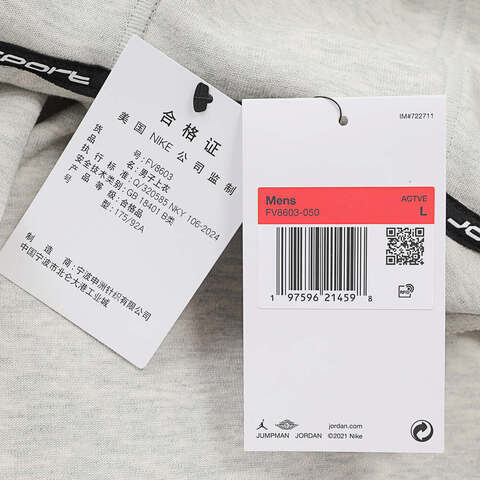 JORDAN
合格证
美国 NIKE 公司监制
货号: FV8603
品名: 男子上衣
执行标准: Q/320585 NKY 106-2024
安全技术类别: GB 18401 B类
产品等级: 合格品
型: 175/92A
制造商: 宁波申洲针织有限公司
中国宁波市北仑大港工业城
IM#722711
Mens ACTVE
FV8603-050 L
1 97596 21459 8
RFID
jordan.com
JUMPMAN JORDAN ©2021 Nike